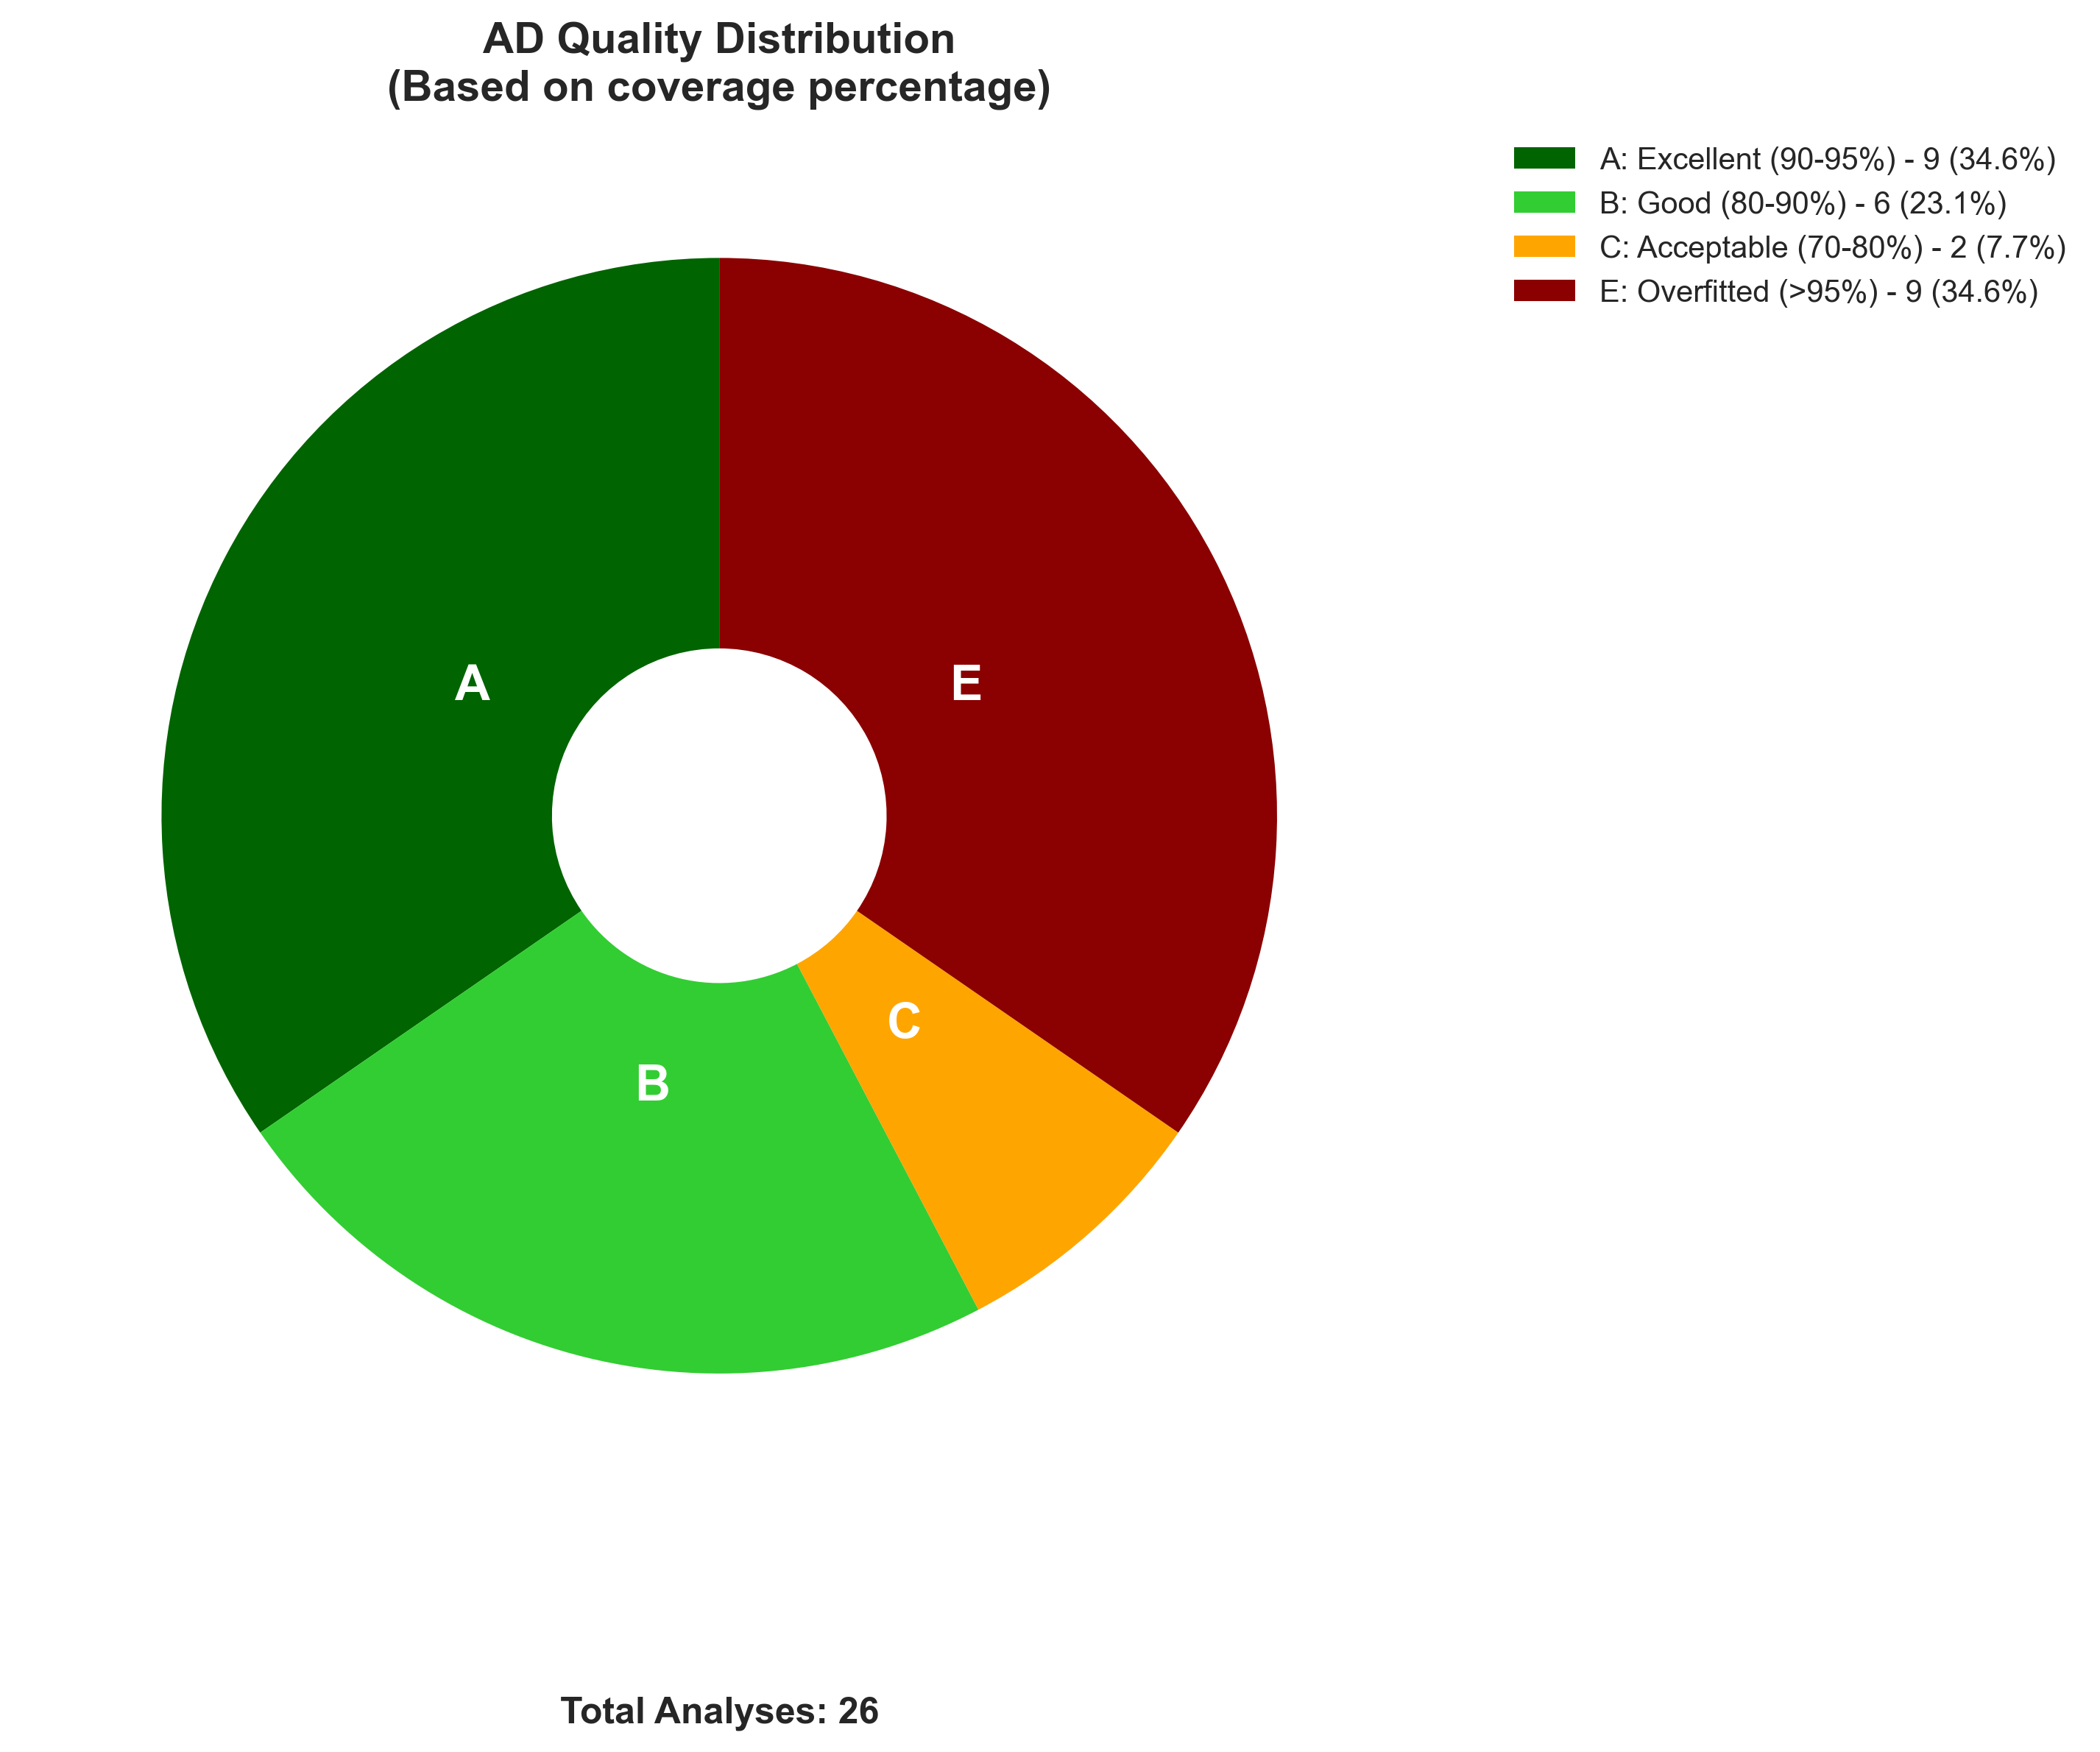 AD Quality Distribution
(Based on coverage percentage)
A: Excellent (90-95%) - 9 (34.6%)
B: Good (80-90%) - 6 (23.1%)
C: Acceptable (70-80%) - 2 (7.7%)
E: Overfitted (>95%) - 9 (34.6%)
A
E
C
B
Total Analyses: 26